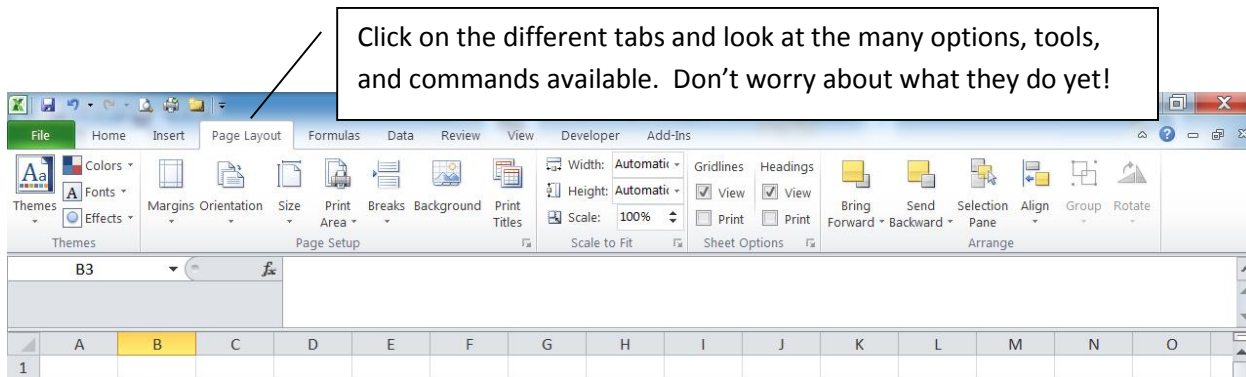 Click on the different tabs and look at the many options, tools,
and commands available.  Don’t worry about what they do yet!
File Home Insert Page Layout Formulas Data Review View Developer Add-Ins
Colors Width: Automatic Gridlines Headings
Aa A Fonts Height: Automatic View View
Themes Effects Margins Orientation Size Print Area Breaks Background Print Titles Scale: 100% Print Print Bring Forward Send Backward Selection Pane Align Group Rotate
Themes Page Setup Scale to Fit Sheet Options Arrange
B3 fx
A B C D E F G H I J K L M N O
1